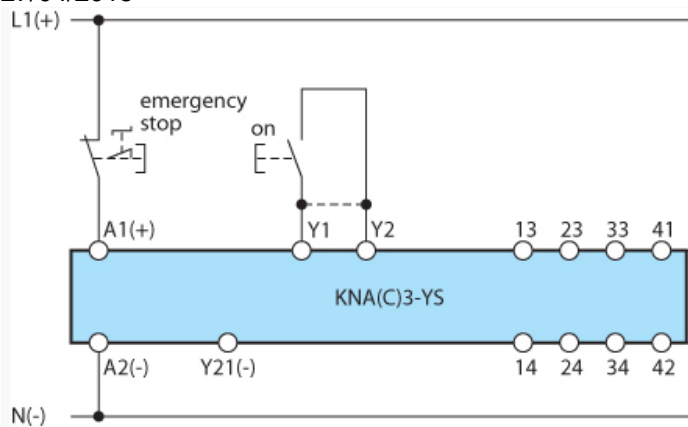 L1(+)
emergency
stop
on
A1(+)
Y1
Y2
13
23
33
41
KNA(C)3-YS
A2(-)
Y21(-)
14
24
34
42
N(-)